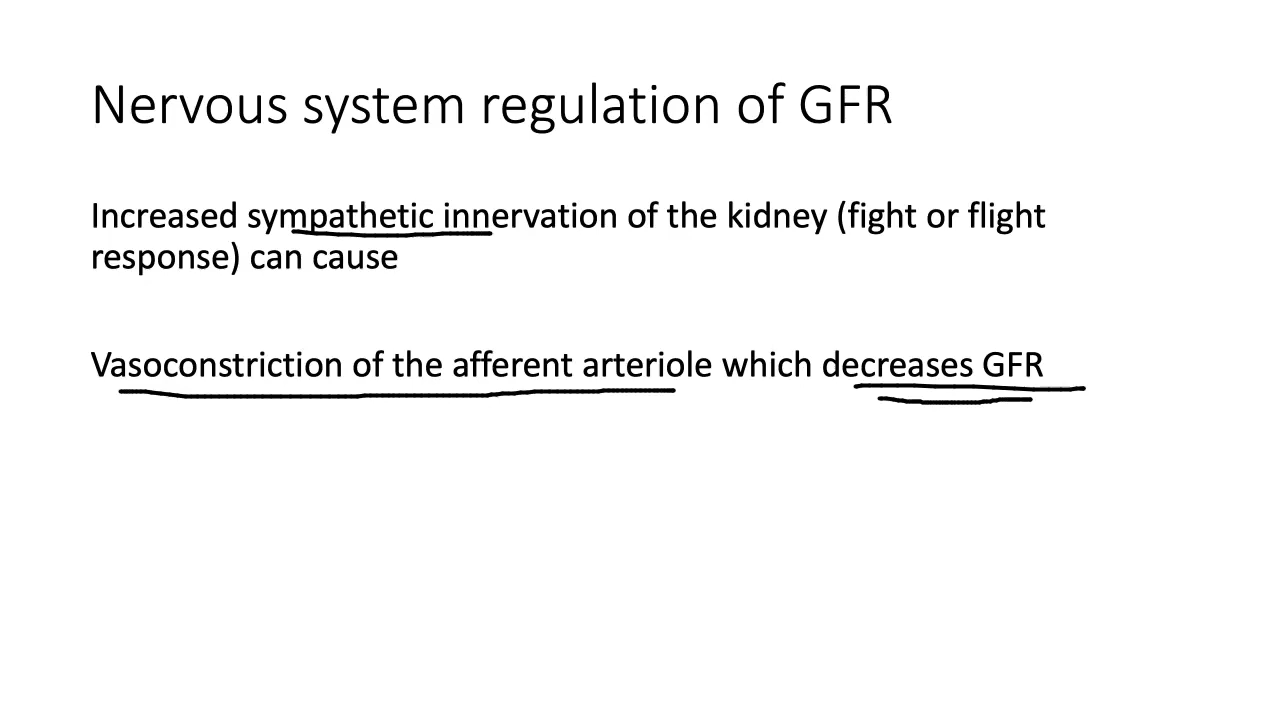 Nervous system regulation of GFR
Increased sympathetic innervation of the kidney (fight or flight
response) can cause
Vasoconstriction of the afferent arteriole which decreases GFR